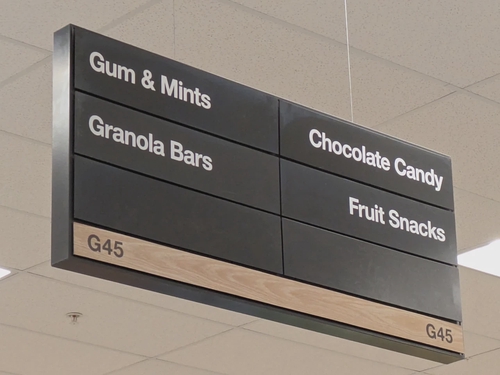 Gum & Mints
Granola Bars
G45
Chocolate Candy
Fruit Snacks
G45